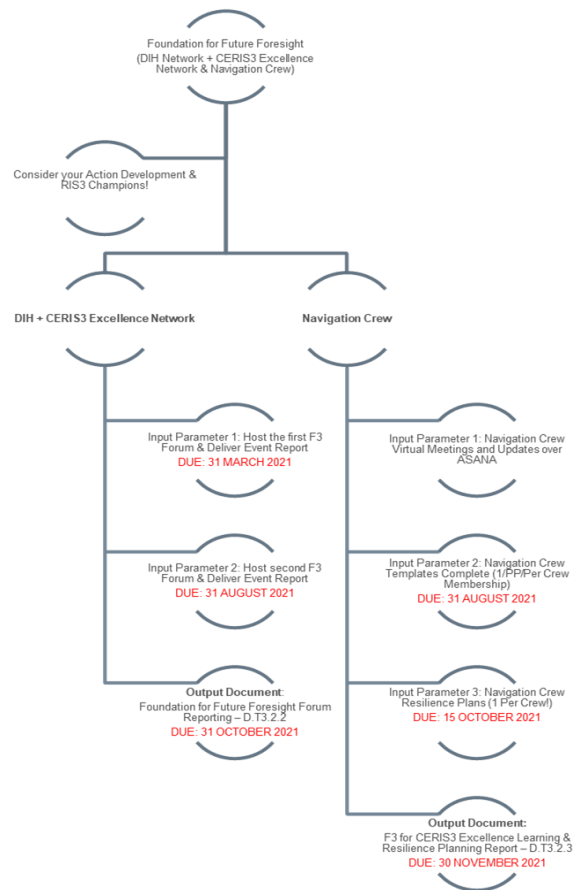 Foundation for Future Foresight
(DIH Network + CERIS3 Excellence
Network & Navigation Crew)
Consider your Action Development &
RIS3 Champions!
DIH + CERIS3 Excellence Network
Input Parameter 1: Host the first F3
Forum & Deliver Event Report
DUE: 31 MARCH 2021
Input Parameter 2: Host second F3
Forum & Deliver Event Report
DUE: 31 AUGUST 2021
Output Document:
Foundation for Future Foresight Forum
Reporting – D.T3.2.2
DUE: 31 OCTOBER 2021
Navigation Crew
Input Parameter 1: Navigation Crew
Virtual Meetings and Updates over
ASANA
Input Parameter 2: Navigation Crew
Templates Complete (1/PP/Per Crew
Membership)
DUE: 31 AUGUST 2021
Input Parameter 3: Navigation Crew
Resilience Plans (1 Per Crew!)
DUE: 15 OCTOBER 2021
Output Document:
F3 for CERIS3 Excellence Learning &
Resilience Planning Report – D.T3.2.3
DUE: 30 NOVEMBER 2021